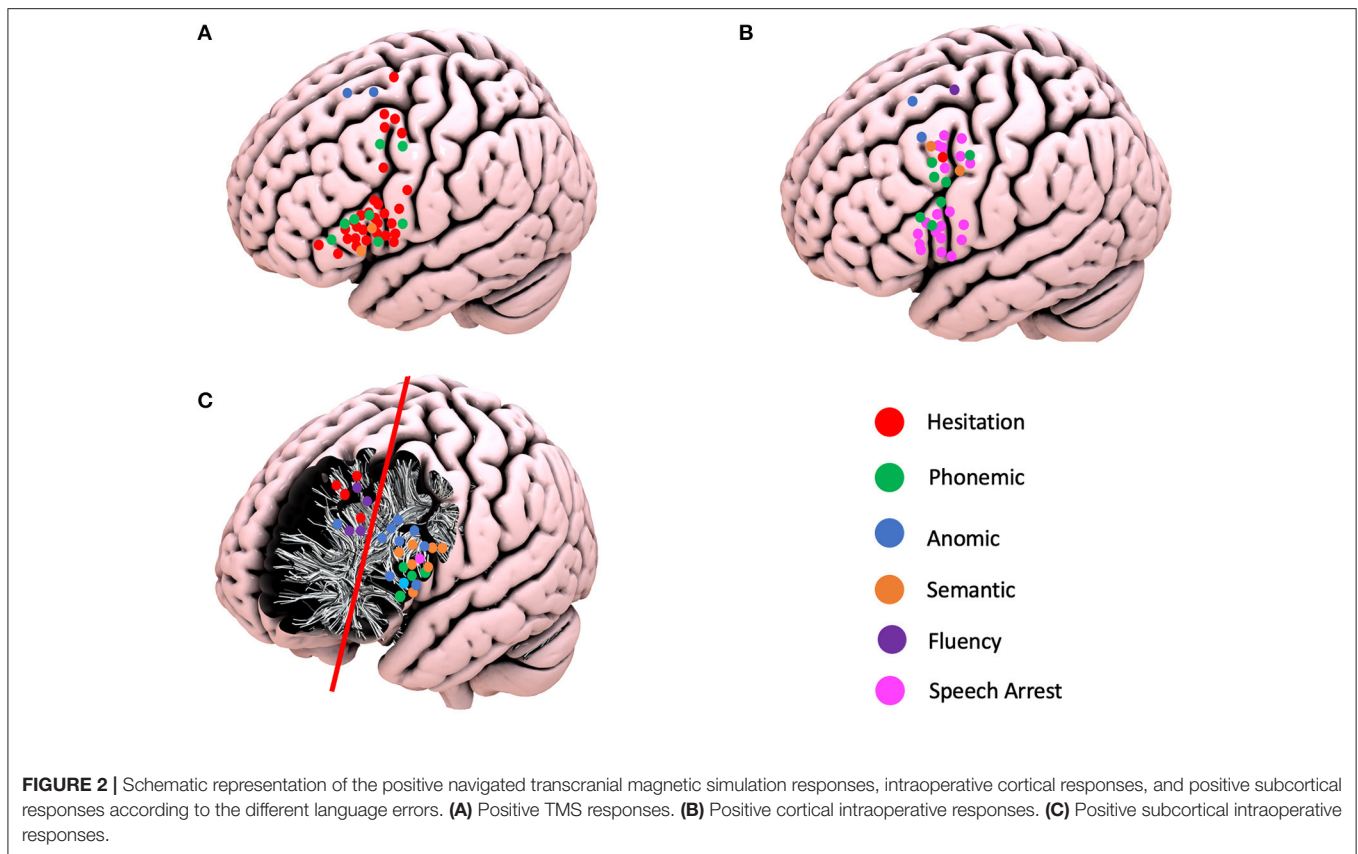 A
B
C
Hesitation
Phonemic
Anomic
Semantic
Fluency
Speech Arrest
FIGURE 2 | Schematic representation of the positive navigated transcranial magnetic simulation responses, intraoperative cortical responses, and positive subcortical
responses according to the different language errors. (A) Positive TMS responses. (B) Positive cortical intraoperative responses. (C) Positive subcortical intraoperative
responses.